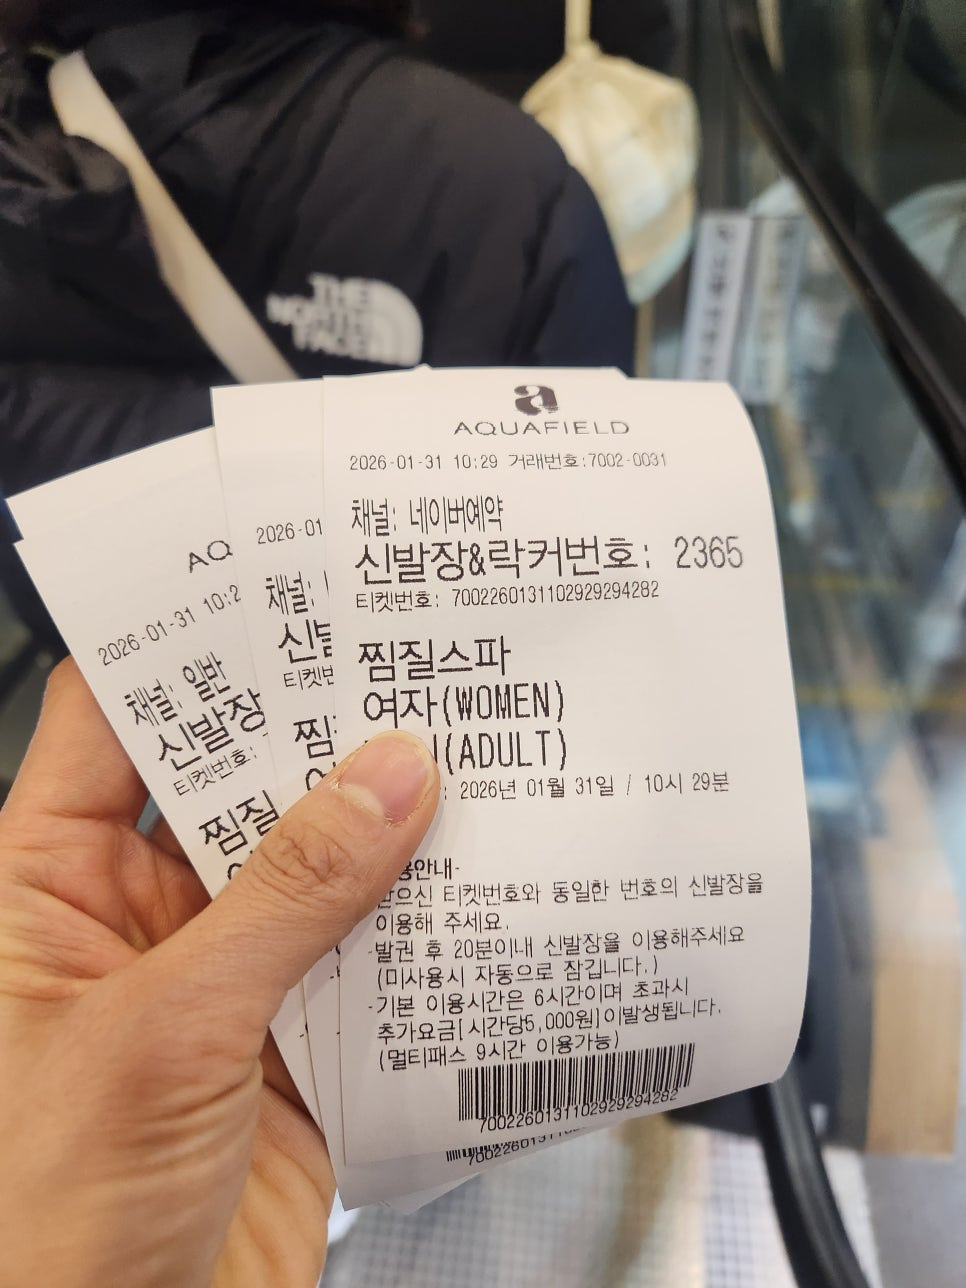 THE
NORTH
FACE
a
AQUAFIELD
2026-01-31 10:29 거래번호:7002-0031
채널: 네이버예약
신발장&락커번호: 2365
티켓번호: 7002260131102929294282
찜질스파
여자(WOMEN)
(ADULT)
: 2026년 01월 31일 / 10시 29분
용안내-
받으신 티켓번호와 동일한 번호의 신발장을
이용해 주세요.
-발권 후 20분이내 신발장을 이용해주세요
(미사용시 자동으로 잠깁니다.)
-기본 이용시간은 6시간이며 초과시
추가요금[시간당5,000원]이발생됩니다.
(멀티패스 9시간 이용가능)
7002260131102929294282
2026-01
채널:
신발
티켓번
찜
AQ
2026-01-31 10:2
채널: 일반
신발장
티켓번호:
찜질